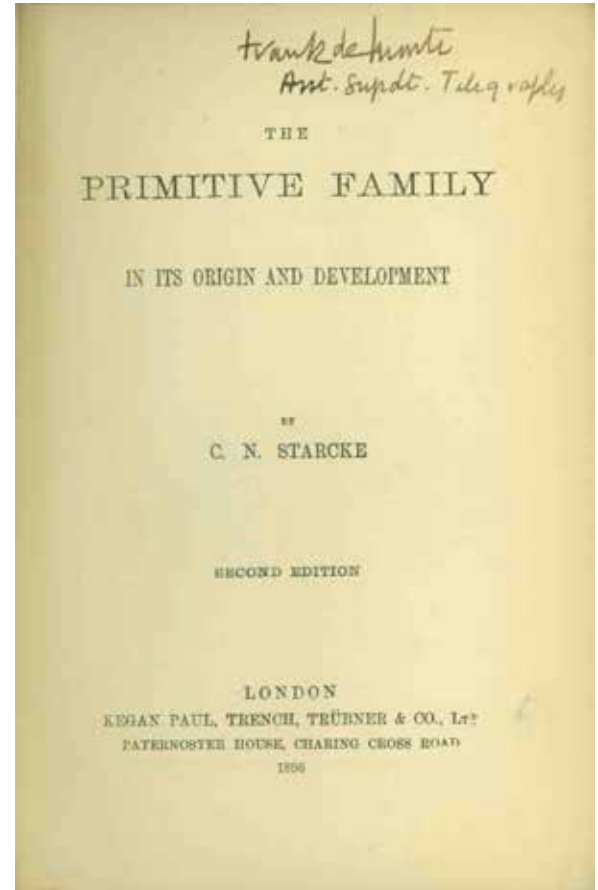 Asst. Supdt. Telegraphs
THE
PRIMITIVE FAMILY
IN ITS ORIGIN AND DEVELOPMENT
BY
C. N. STARCKE
SECOND EDITION
LONDON
KEGAN PAUL, TRENCH, TRÜBNER & CO., LTD
PATERNOSTER HOUSE, CHARING CROSS ROAD
1896